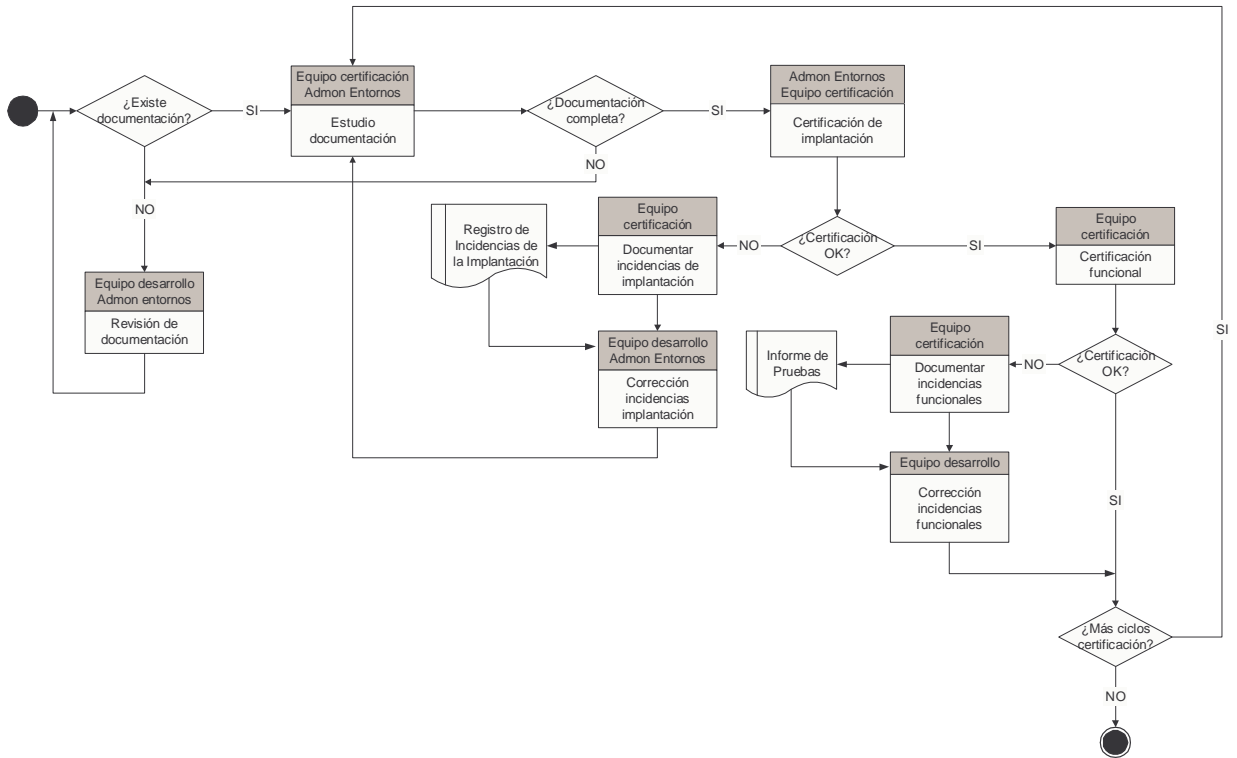 ¿Existe
documentación?
SI
Equipo certificación
Admon Entornos
Estudio
documentación
¿Documentación
completa?
SI
Admon Entornos
Equipo certificación
Certificación de
implantación
NO
NO
Equipo desarrollo
Admon entornos
Revisión de
documentación
Registro de
Incidencias de
la Implantación
Equipo
certificación
Documentar
incidencias de
implantación
NO
¿Certificación
OK?
SI
Equipo
certificación
Certificación
funcional
Equipo desarrollo
Admon Entornos
Corrección
incidencias
implantación
Informe de
Pruebas
Equipo
certificación
Documentar
incidencias
funcionales
NO
¿Certificación
OK?
SI
Equipo desarrollo
Corrección
incidencias
funcionales
SI
¿Más ciclos
certificación?
NO